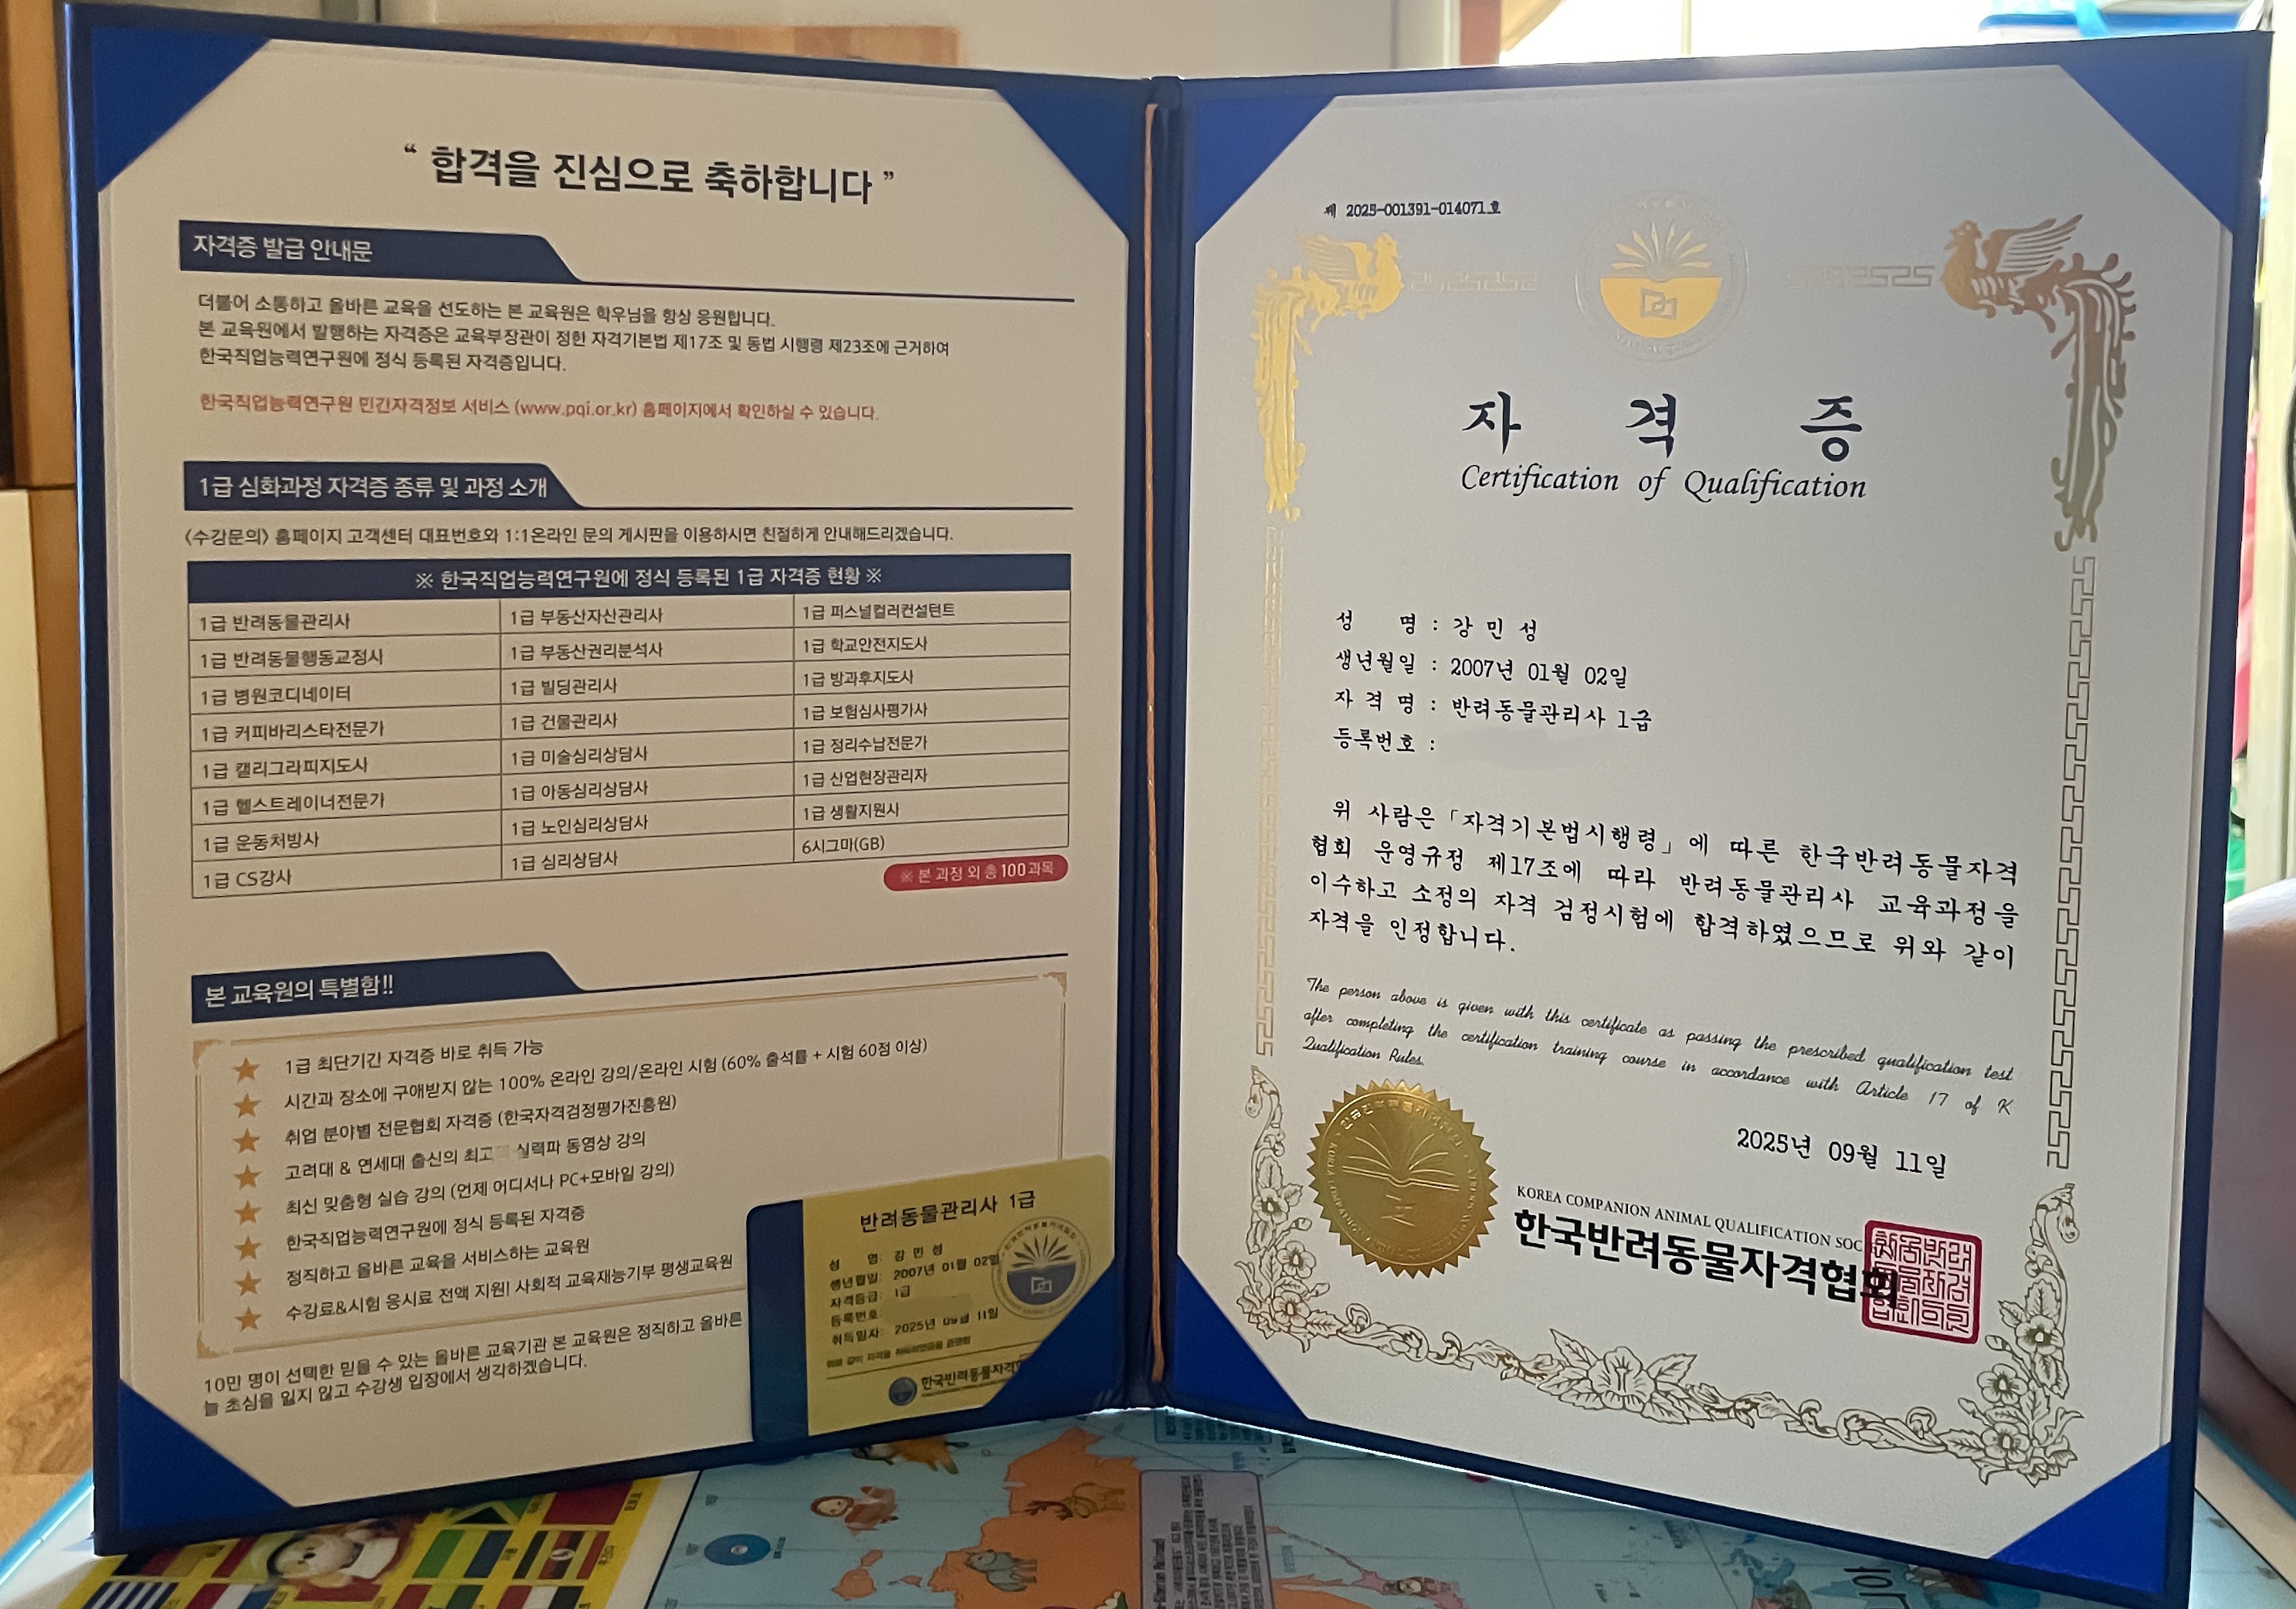 “ 합격을 진심으로 축하합니다 ”
자격증 발급 안내문
더불어 소통하고 올바른 교육을 선도하는 본 교육원은 학우님을 항상 응원합니다.
본 교육원에서 발행하는 자격증은 교육부장관이 정한 자격기본법 제17조 및 동법 시행령 제23조에 근거하여
한국직업능력연구원에 정식 등록된 자격증입니다.
한국직업능력연구원 민간자격정보 서비스 (www.pqi.or.kr) 홈페이지에서 확인하실 수 있습니다.
1급 심화과정 자격증 종류 및 과정 소개
<수강문의> 홈페이지 고객센터 대표번호와 1:1온라인 문의 게시판을 이용하시면 친절하게 안내해드리겠습니다.
※ 한국직업능력연구원에 정식 등록된 1급 자격증 현황 ※
1급 반려동물관리사 1급 부동산자산관리사 1급 퍼스널컬러컨설턴트
1급 반려동물행동교정사 1급 부동산권리분석사 1급 학교안전지도사
1급 병원코디네이터 1급 빌딩관리사 1급 방과후지도사
1급 커피바리스타전문가 1급 건물관리사 1급 보험심사평가사
1급 캘리그라피지도사 1급 미술심리상담사 1급 정리수납전문가
1급 헬스트레이너전문가 1급 아동심리상담사 1급 산업현장관리자
1급 운동처방사 1급 노인심리상담사 1급 생활지원사
1급 CS강사 1급 심리상담사 6시그마(GB)
※ 본 과정 외 총 100과목
본 교육원의 특별함!!
1급 최단기간 자격증 바로 취득 가능
시간과 장소에 구애받지 않는 100% 온라인 강의/온라인 시험 (60% 출석률 + 시험 60점 이상)
취업 분야별 전문협회 자격증 (한국자격검정평가진흥원)
고려대 & 연세대 출신의 최고 실력파 동영상 강의
최신 맞춤형 실습 강의 (언제 어디서나 PC+모바일 강의)
한국직업능력연구원에 정식 등록된 자격증
정직하고 올바른 교육을 서비스하는 교육원
수강료&시험 응시료 전액 지원! 사회적 교육재능기부 평생교육원
10만 명이 선택한 믿을 수 있는 올바른 교육기관 본 교육원은 정직하고 올바른
늘 초심을 잃지 않고 수강생 입장에서 생각하겠습니다.
반려동물관리사 1급
성 명: 강 민 성
생년월일: 2007년 01월 02일
자격등급: 1급
등록번호:
취득일자: 2025년 09월 11일
한국반려동물자격
제 2025-001391-014071호
자 격 증
Certification of Qualification
성 명 : 강 민 성
생년월일 : 2007년 01월 02일
자 격 명 : 반려동물관리사 1급
등록번호 :
위 사람은 「자격기본법시행령」에 따른 한국반려동물자격
협회 운영규정 제17조에 따라 반려동물관리사 교육과정을
이수하고 소정의 자격 검정시험에 합격하였으므로 위와 같이
자격을 인정합니다.
The person above is given with this certificate as passing the prescribed qualification test
after completing the certification training course in accordance with Article 17 of K
Qualification Rules.
2025년 09월 11일
KOREA COMPANION ANIMAL QUALIFICATION SOC
한국반려동물자격협회